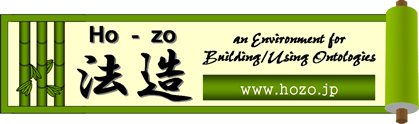 Ho - zo
法造
an Environment for
Building/Using Ontologies
www.hozo.jp